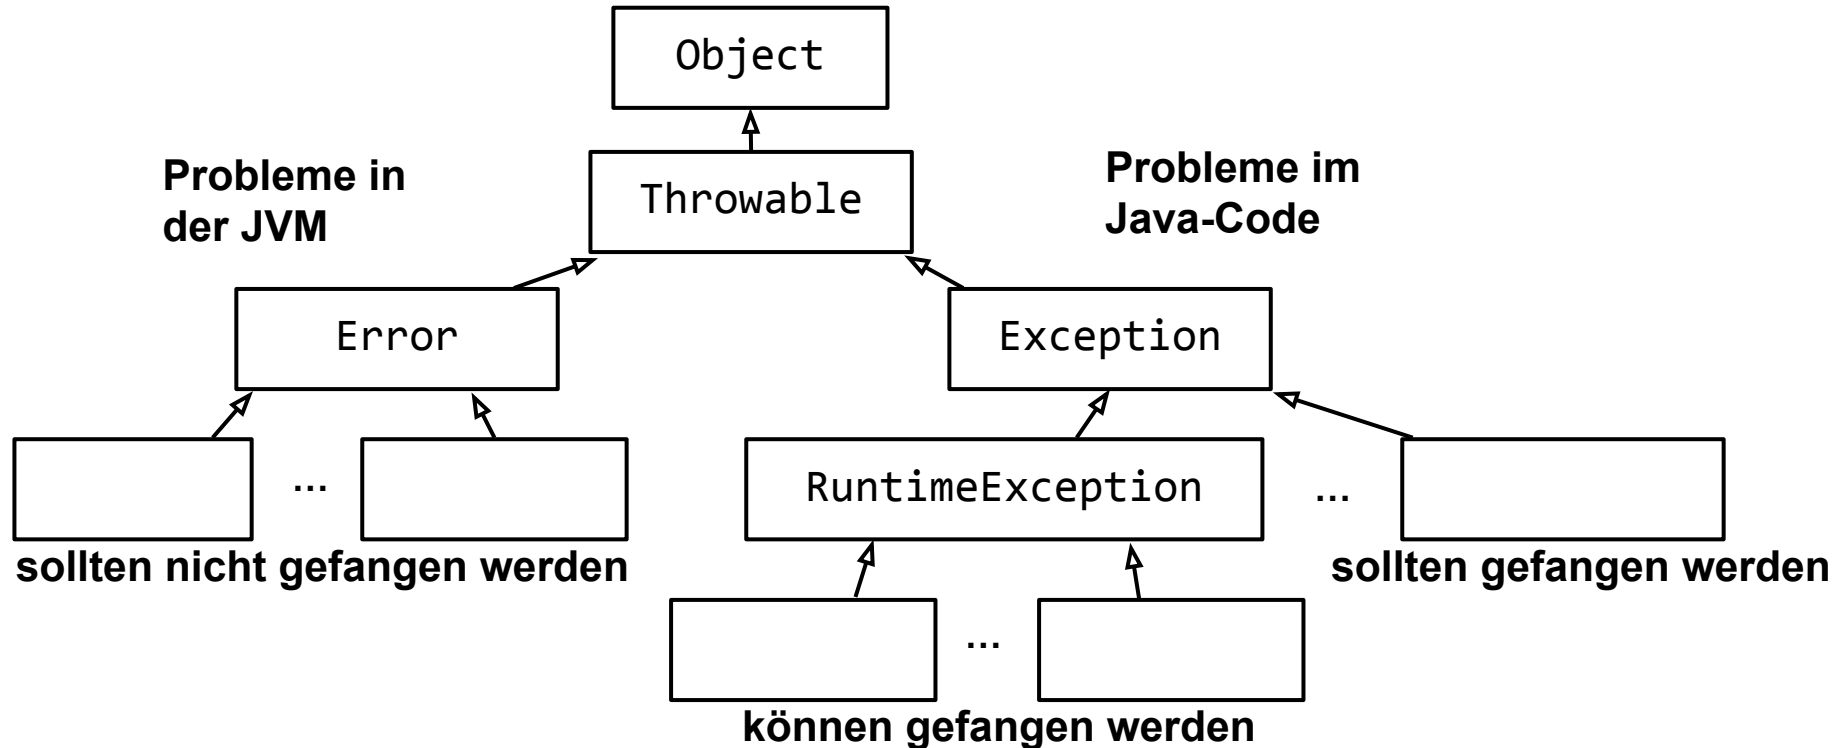 Object
Probleme in
der JVM
Throwable
Probleme im
Java-Code
Error
Exception
...
RuntimeException
...
sollten nicht gefangen werden
sollten gefangen werden
...
können gefangen werden